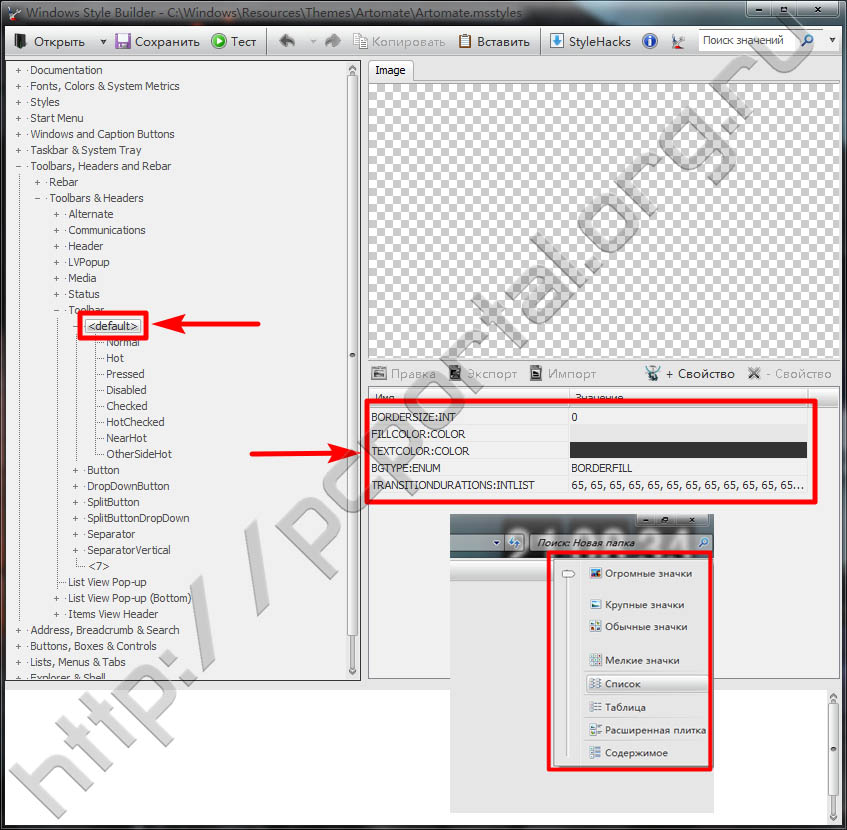 Windows Style Builder - C:\Windows\Resources\Themes\Artomate\Artomate.msstyles
Открыть Сохранить Тест Копировать Вставить StyleHacks Поиск значений
Documentation
Fonts, Colors & System Metrics
Styles
Start Menu
Windows and Caption Buttons
Taskbar & System Tray
Toolbars, Headers and Rebar
Rebar
Toolbars & Headers
Alternate
Communications
Header
LVPopup
Media
Status
Toolbar
<default>
Normal
Hot
Pressed
Disabled
Checked
HotChecked
NearHot
OtherSideHot
Button
DropDownButton
SplitButton
SplitButtonDropDown
Separator
SeparatorVertical
<7>
List View Pop-up
List View Pop-up (Bottom)
Items View Header
Address, Breadcrumb & Search
Buttons, Boxes & Controls
Lists, Menus & Tabs
Explorer & Shell
Image
Правка Экспорт Импорт + Свойство - Свойство
Имя Значение
BORDERSIZE:INT 0
FILLCOLOR:COLOR
TEXTCOLOR:COLOR
BGTYPE:ENUM BORDERFILL
TRANSITIONDURATIONS:INTLIST 65, 65, 65, 65, 65, 65, 65, 65, 65, 65, 65, 65...
Поиск: Новая папка
Огромные значки
Крупные значки
Обычные значки
Мелкие значки
Список
Таблица
Расширенная плитка
Содержимое
http://pcportal.org.ru